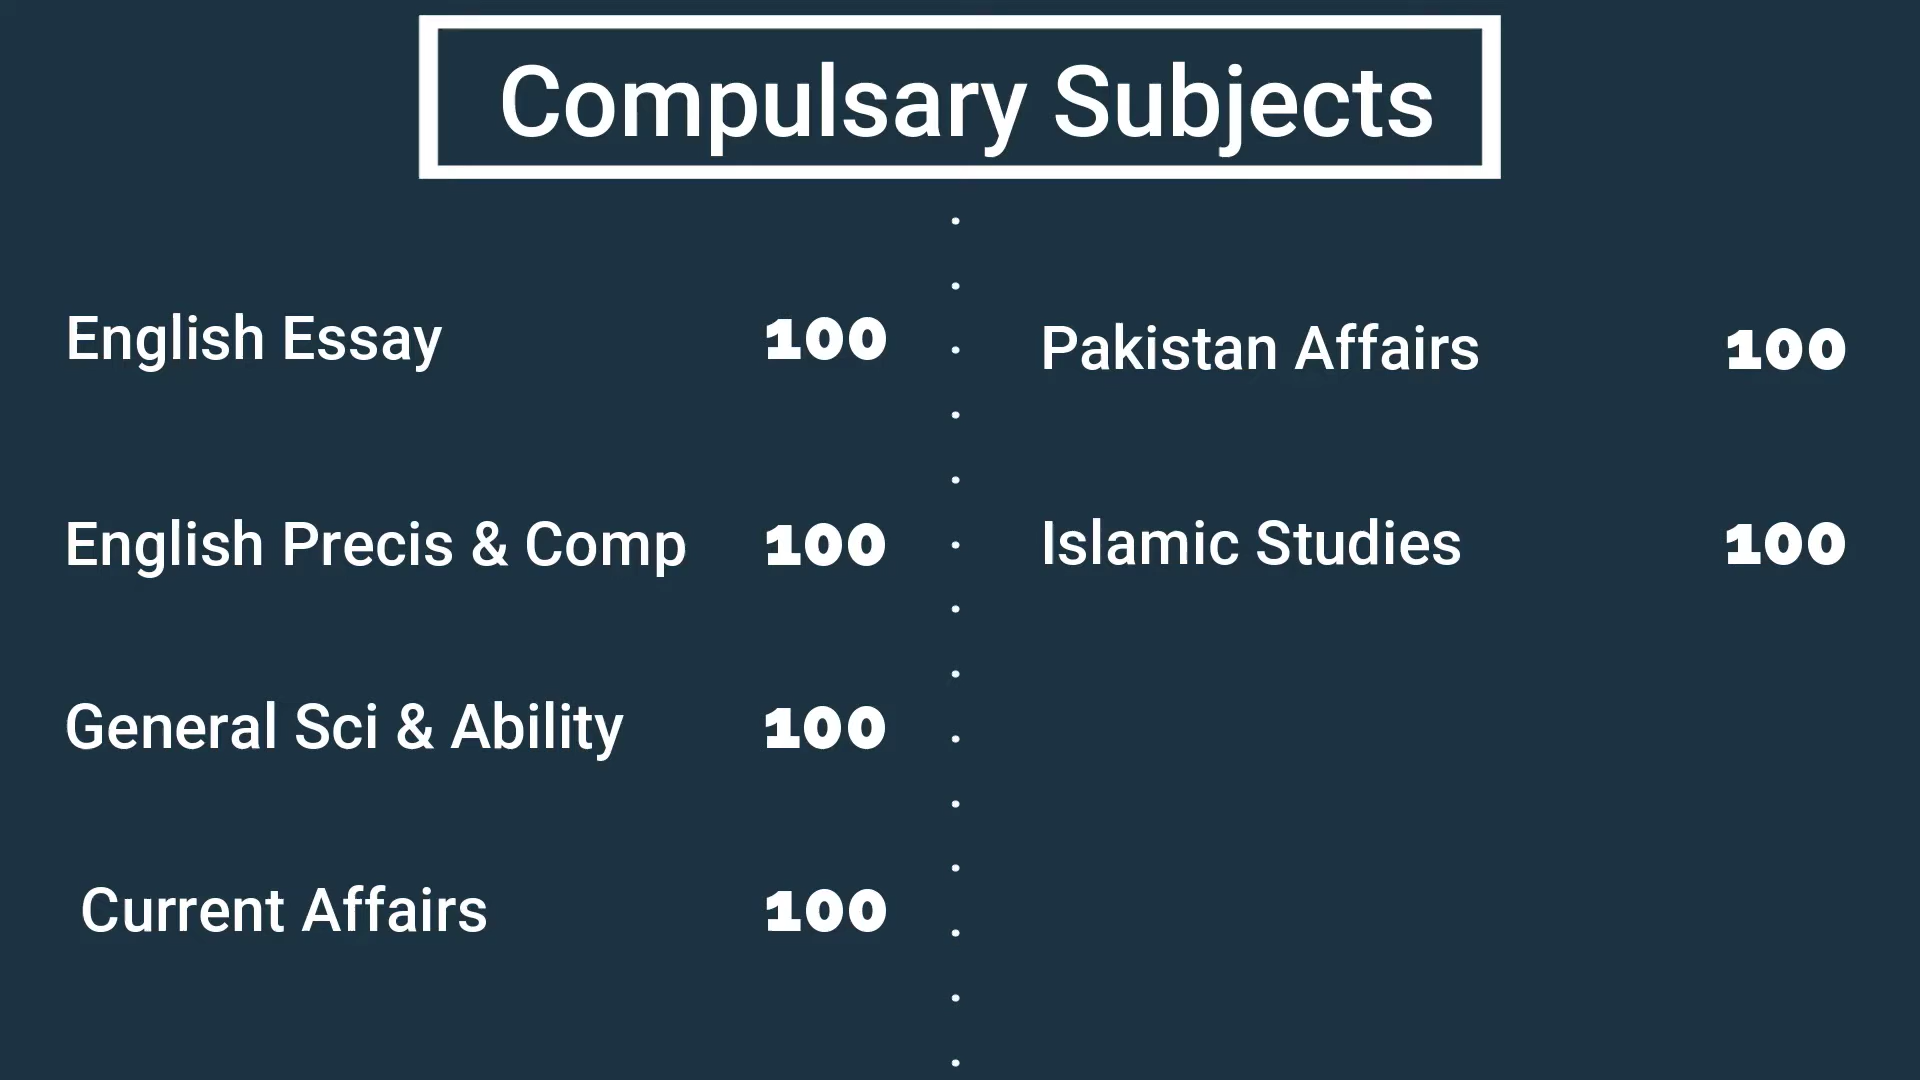 Compulsary Subjects
English Essay 100
English Precis & Comp 100
General Sci & Ability 100
Current Affairs 100
Pakistan Affairs 100
Islamic Studies 100